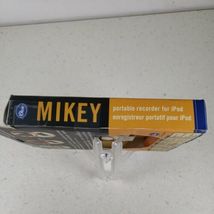 Blue
MIKEY
portable recorder for iPod
enregistreur portatif pour iPod